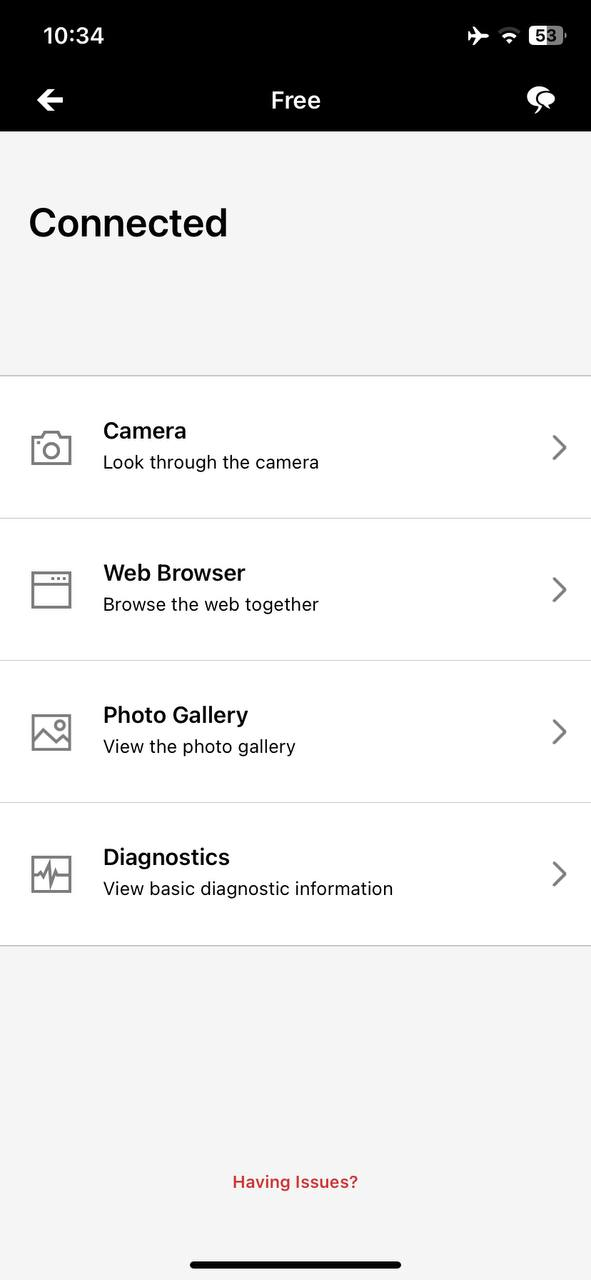 10:34
53
Free
Connected
Camera
Look through the camera
Web Browser
Browse the web together
Photo Gallery
View the photo gallery
Diagnostics
View basic diagnostic information
Having Issues?